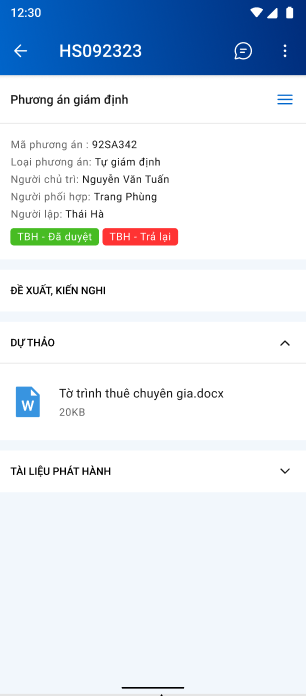 12:30
HS092323
Phương án giám định
Mã phương án : 92SA342
Loại phương án: Tự giám định
Người chủ trì: Nguyễn Văn Tuấn
Người phối hợp: Trang Phùng
Người lập: Thái Hà
TBH - Đã duyệt TBH - Trả lại
ĐỀ XUẤT, KIẾN NGHI
DỰ THẢO
W
Tờ trình thuê chuyên gia.docx
20KB
TÀI LIỆU PHÁT HÀNH